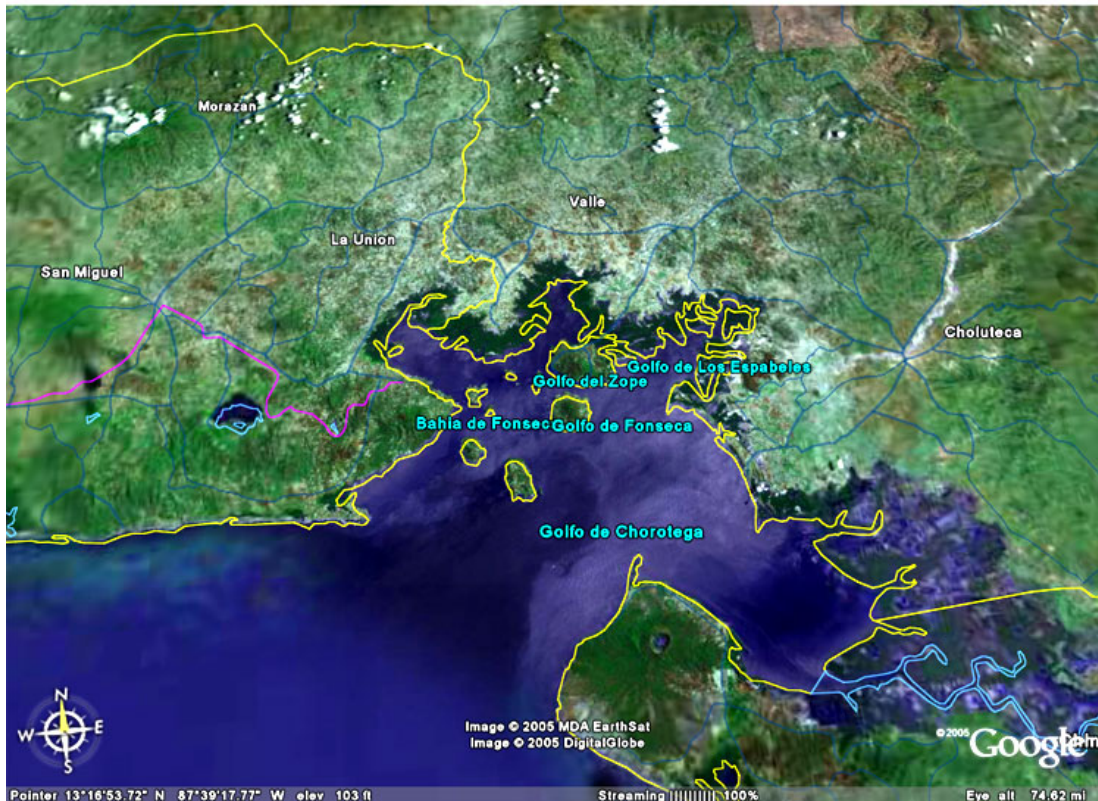 Morazan
Valle
La Union
San Miguel
Choluteca
Golfo de Los Espabeles
Golfo del Zope
Bahia de Fonsec
Golfo de Fonseca
Golfo de Chorotega
N
W E
S
Image © 2005 MDA EarthSat
Image © 2005 DigitalGlobe
©2005 Google
Pointer 13°16'53.72" N 87°39'17.77" W elev 103 ft Streaming |||||||||| 100% Eye alt 74.62 mi